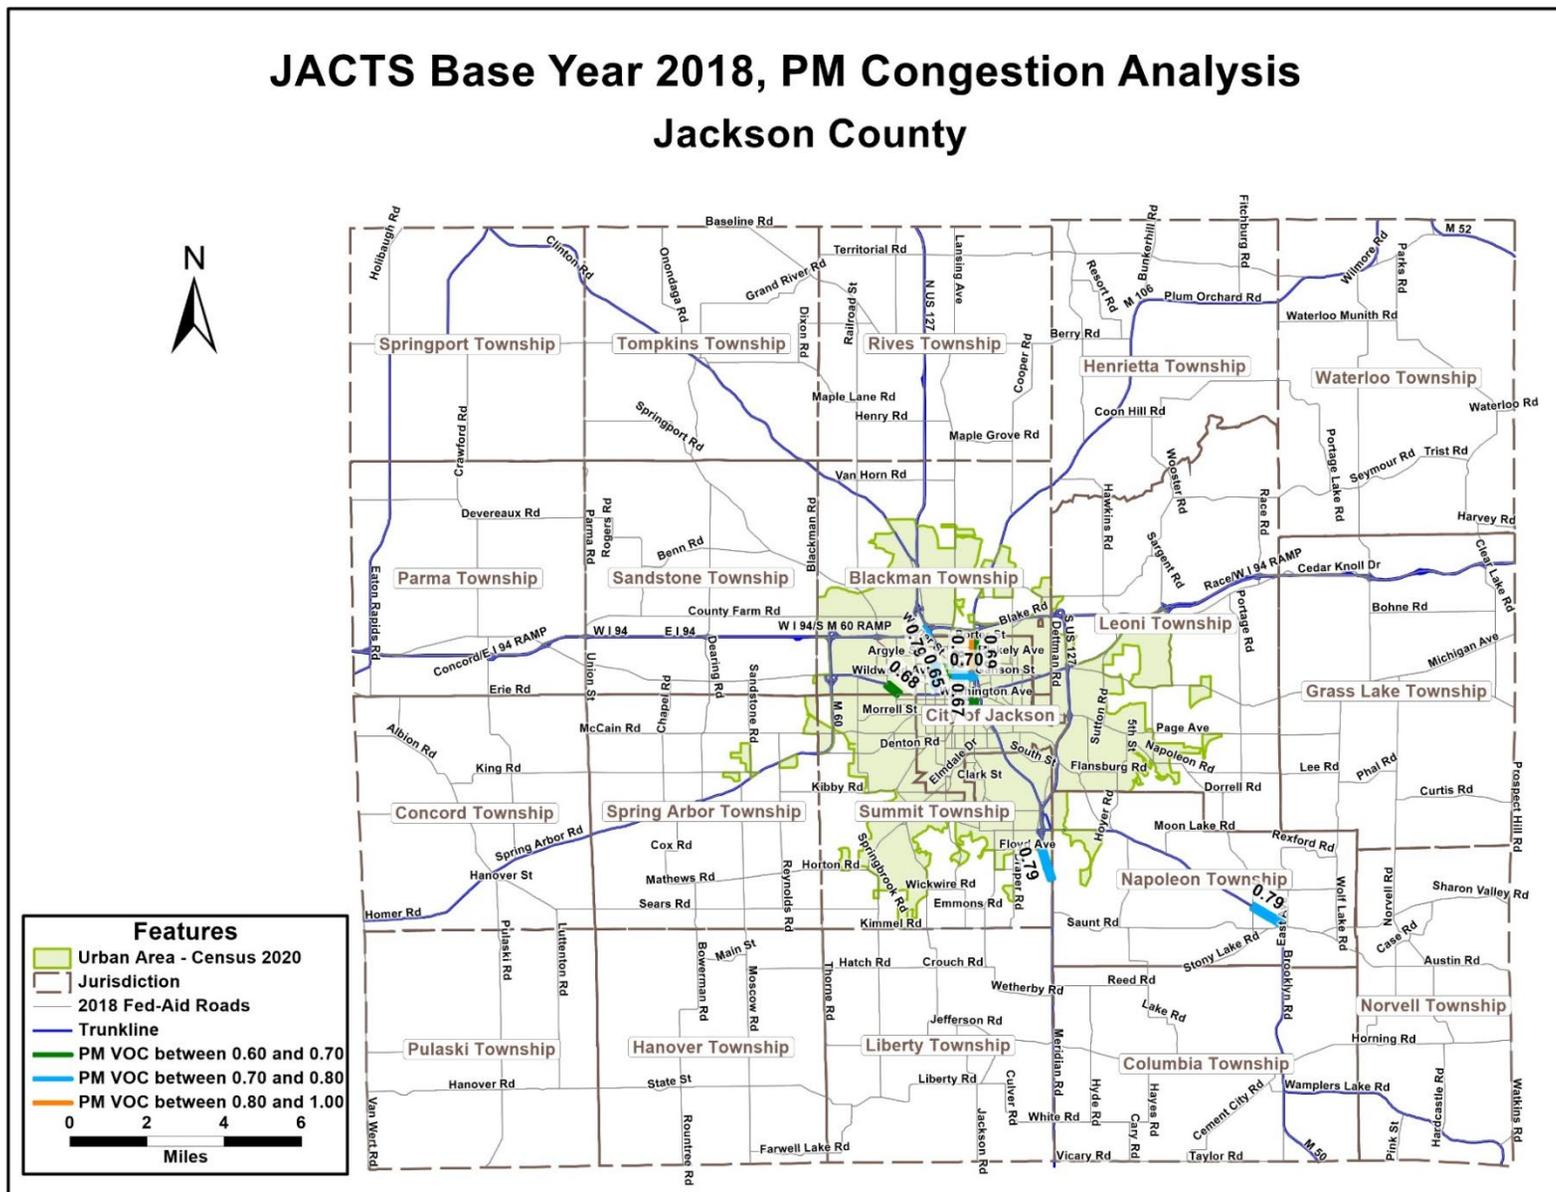 JACTS Base Year 2018, PM Congestion Analysis
Jackson County
N
Holibaugh Rd
Clinton Rd
Onondaga Rd
Baseline Rd
Grand River Rd
Territorial Rd
Dixon Rd
Railroad St
N US 127
Lansing Ave
Cooper Rd
Berry Rd
Resort Rd
Bunkerhill Rd
M 106
Plum Orchard Rd
Fitchburg Rd
Wilmore Rd
Parks Rd
M 52
Waterloo Munith Rd
Springport Township
Tompkins Township
Rives Township
Henrietta Township
Waterloo Township
Crawford Rd
Springport Rd
Maple Lane Rd
Henry Rd
Maple Grove Rd
Coon Hill Rd
Waterloo Rd
Van Horn Rd
Wooster Rd
Portage Lake Rd
Seymour Rd
Trist Rd
Devereaux Rd
Parma Rd
Rogers Rd
Benn Rd
Blackman Rd
Hawkins Rd
Race Rd
Harvey Rd
Sargent Rd
Clear Lake Rd
Eaton Rapids Rd
Parma Township
Sandstone Township
Blackman Township
Race/W I 94 RAMP
Cedar Knoll Dr
County Farm Rd
Blake Rd
Leoni Township
Portage Rd
Bohne Rd
Concord/E I 94 RAMP
W I 94
E I 94
W I 94/S M 60 RAMP
Dettman Rd
S US 127
Michigan Ave
Union St
Dearing Rd
Sandstone Rd
Argyle
0.79
0.65
0.70
0.69
0.68
0.67
Erie Rd
Chapel Rd
M 60
Morrell St
City of Jackson
Grass Lake Township
Albion Rd
McCain Rd
Denton Rd
Elmdale Dr
South St
Sutton Rd
5th St
Page Ave
Napoleon Rd
King Rd
Clark St
Flansburg Rd
Lee Rd
Phal Rd
Prospect Hill Rd
Kibby Rd
Dorrell Rd
Curtis Rd
Concord Township
Spring Arbor Township
Summit Township
Hoyer Rd
Moon Lake Rd
Rexford Rd
Spring Arbor Rd
Cox Rd
Springbrook Rd
Floyd Ave
0.79
Hanover St
Mathews Rd
Reynolds Rd
Horton Rd
Wickwire Rd
Napoleon Township
0.79
Wolf Lake Rd
Norvell Rd
Sharon Valley Rd
Homer Rd
Sears Rd
Emmons Rd
Kimmel Rd
Saunt Rd
Case Rd
Pulaski Rd
Luttenton Rd
Bowerman Rd
Main St
Moscow Rd
Thorne Rd
Hatch Rd
Crouch Rd
Stony Lake Rd
Brooklyn Rd
Austin Rd
Wetherby Rd
Reed Rd
Lake Rd
Norvell Township
Jefferson Rd
Pulaski Township
Hanover Township
Liberty Township
Meridian Rd
Columbia Township
Horning Rd
Hanover Rd
State St
Liberty Rd
Culver Rd
Hyde Rd
Hayes Rd
Cement City Rd
Wamplers Lake Rd
Hardcastle Rd
Watkins Rd
Van Wert Rd
Rountree Rd
Farwell Lake Rd
Jackson Rd
White Rd
Cary Rd
Vicary Rd
Taylor Rd
M 50
Pink St
Features
Urban Area - Census 2020
Jurisdiction
2018 Fed-Aid Roads
Trunkline
PM VOC between 0.60 and 0.70
PM VOC between 0.70 and 0.80
PM VOC between 0.80 and 1.00
0 2 4 6
Miles